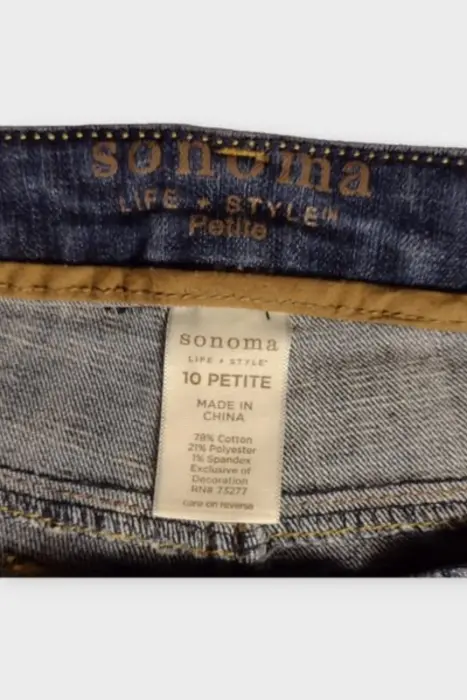 sonoma
LIFE + STYLE™
Petite
sonoma
LIFE + STYLE®
10 PETITE
MADE IN
CHINA
78% Cotton
21% Polyester
1% Spandex
Exclusive of
Decoration
RN# 73277
care on reverse